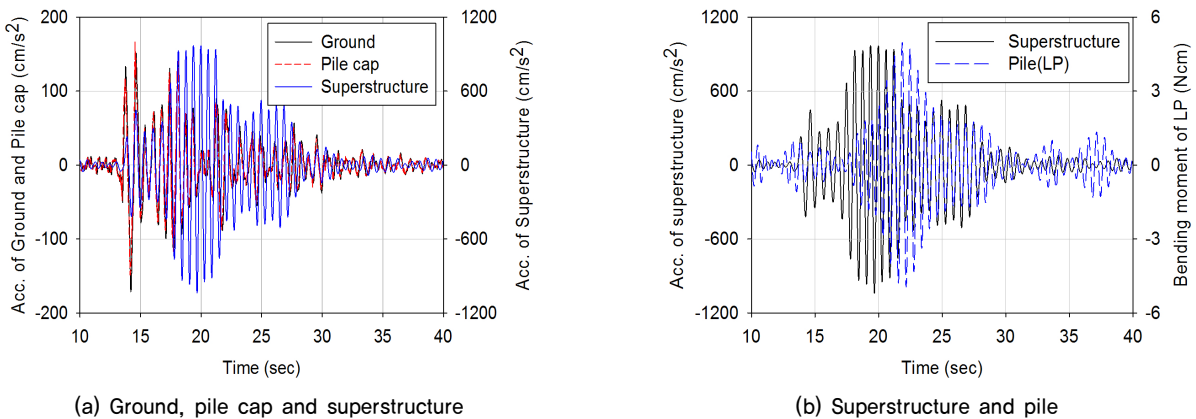 Acc. of Ground and Pile cap (cm/s2)
200
100
0
-100
-200
Ground
Pile cap
Superstructure
1200
600
0
-600
-1200
Acc. of Superstructure (cm/s2)
10 15 20 25 30 35 40
Time (sec)
(a) Ground, pile cap and superstructure
Acc. of superstructure (cm/s2)
1200
600
0
-600
-1200
Superstructure
Pile(LP)
6
3
0
-3
-6
Bending moment of LP (Ncm)
10 15 20 25 30 35 40
Time (sec)
(b) Superstructure and pile